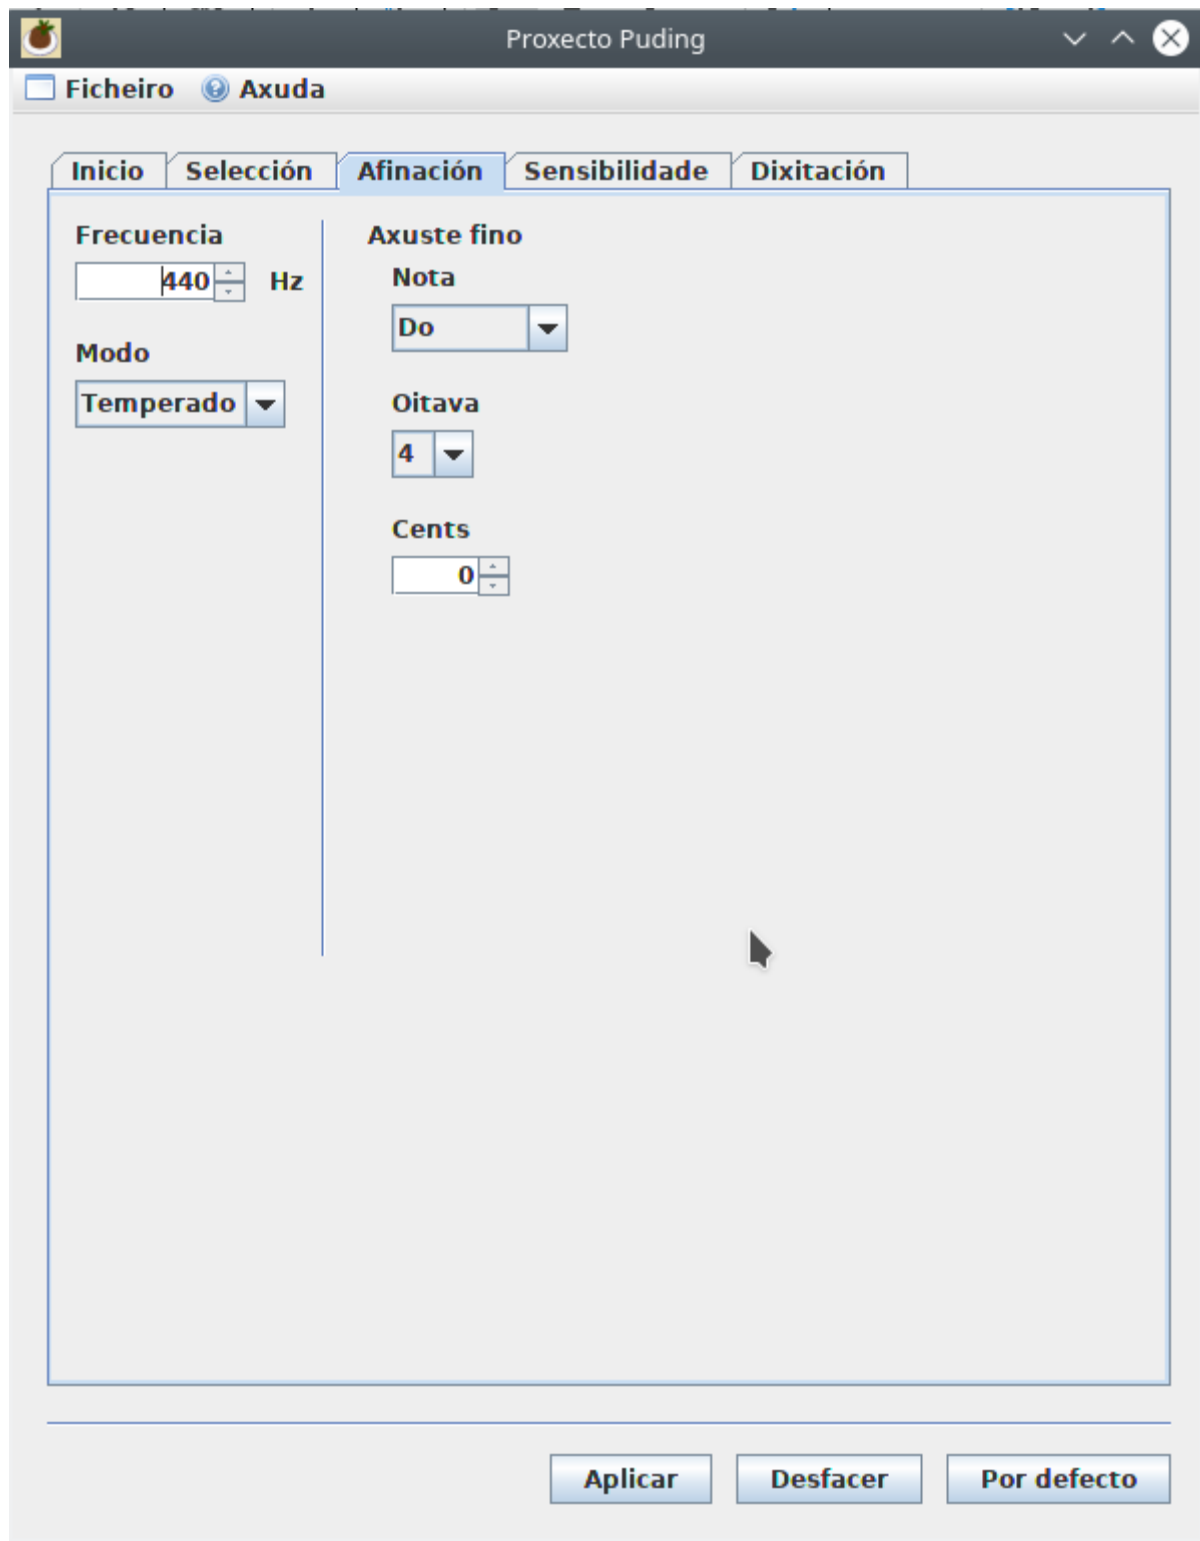 Proxecto Puding
Ficheiro Axuda
Inicio Selección Afinación Sensibilidade Dixitación
Frecuencia
440 Hz
Modo
Temperado
Axuste fino
Nota
Do
Oitava
4
Cents
0
Aplicar Desfacer Por defecto